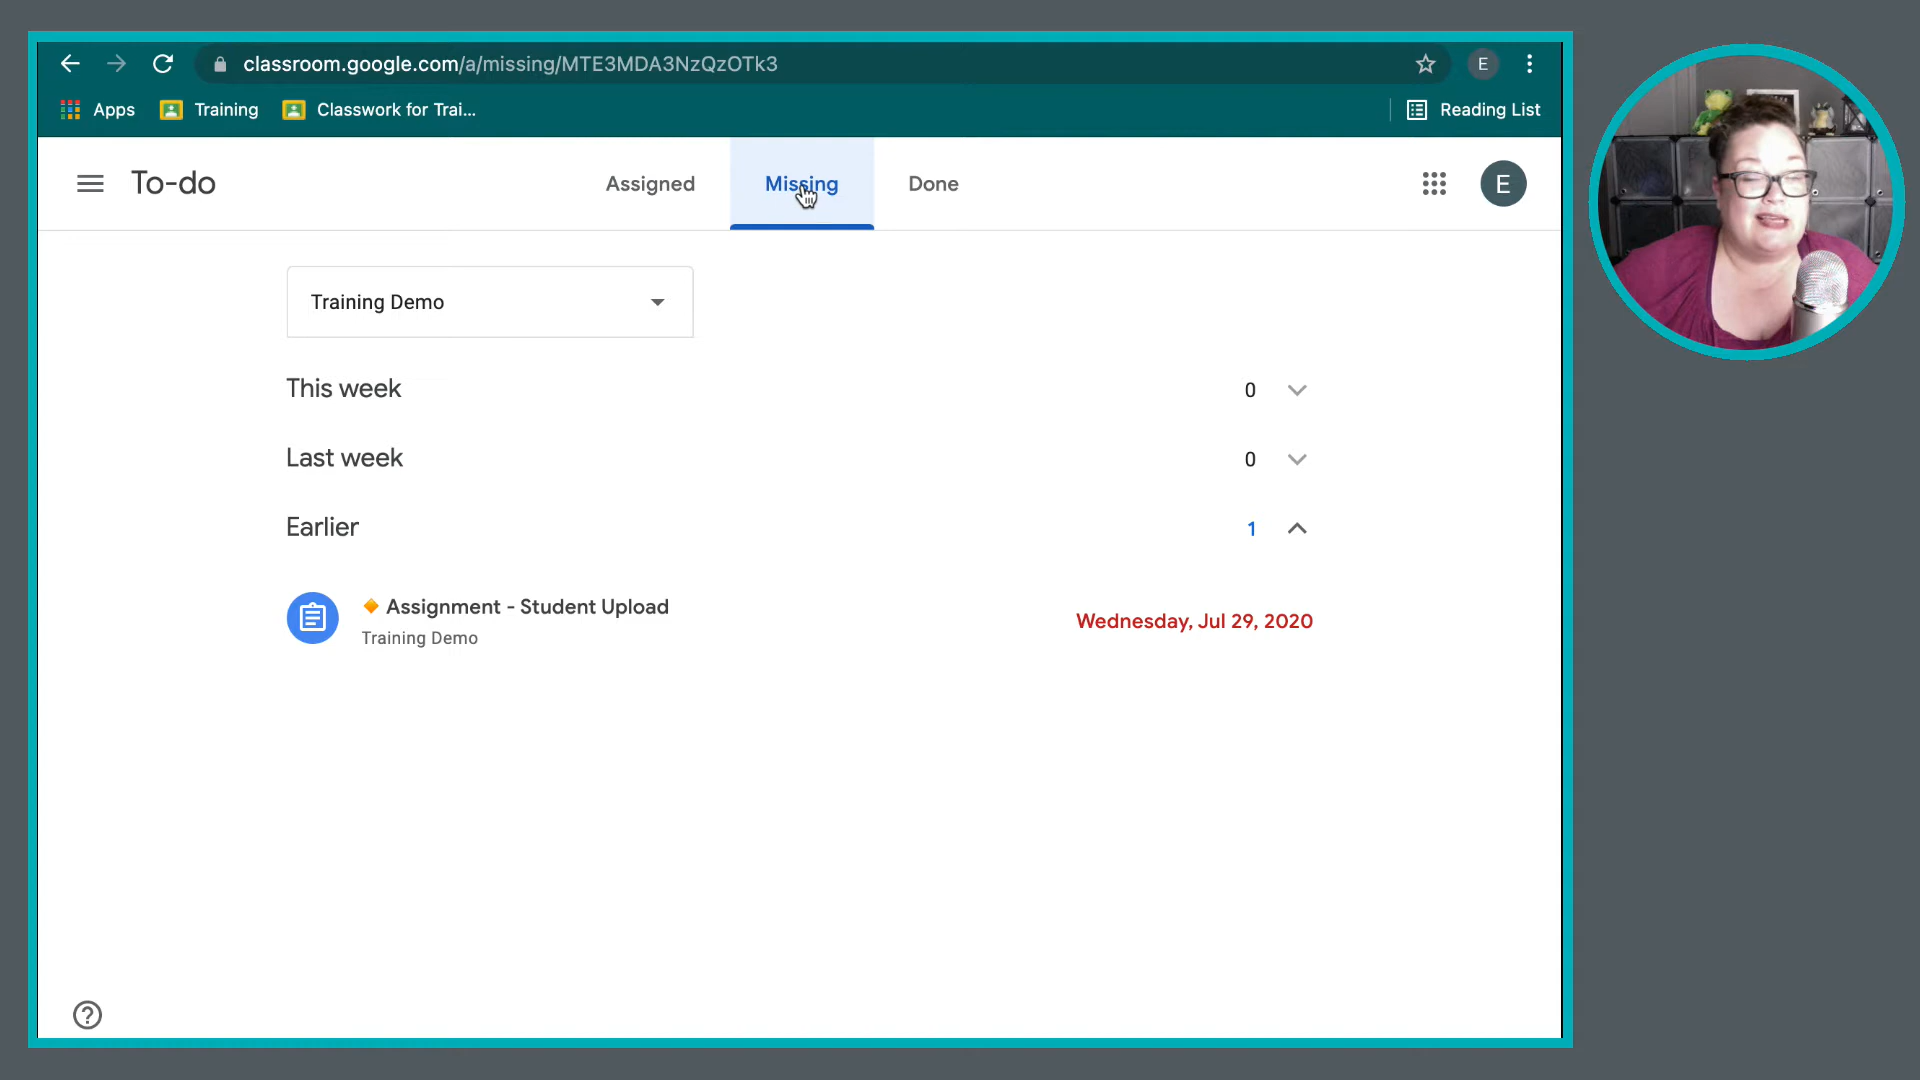 classroom.google.com/a/missing/MTE3MDA3NzQzOTk3
E
Apps
Training
Classwork for Trai...
Reading List
To-do
Assigned
Missing
Done
E
Training Demo
This week
0
Last week
0
Earlier
1
🔸 Assignment - Student Upload
Training Demo
Wednesday, Jul 29, 2020